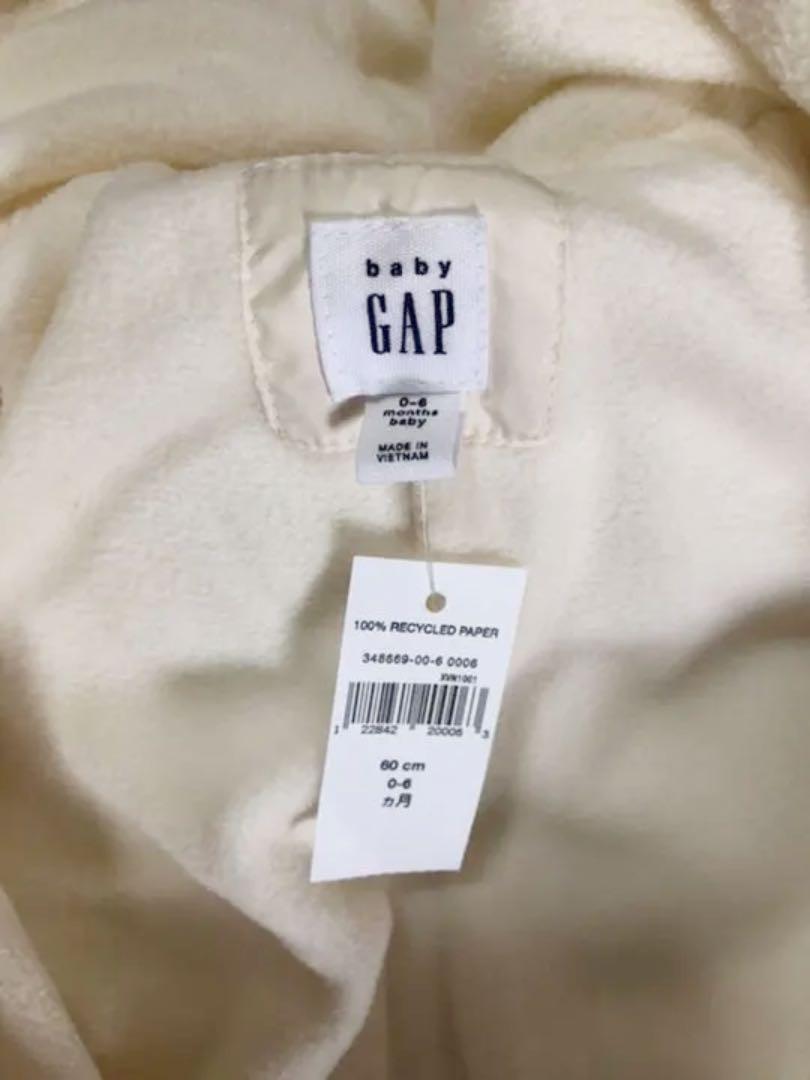 baby
GAP
0-6
months
baby
MADE IN
VIETNAM
100% RECYCLED PAPER
348669-00-6 0006
XVN1001
1 22842 20006 3
60 cm
0-6
カ月